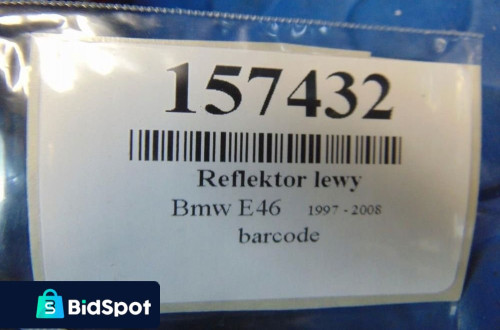 157432
Reflektor lewy
Bmw E46 1997 - 2008
barcode
BidSpot